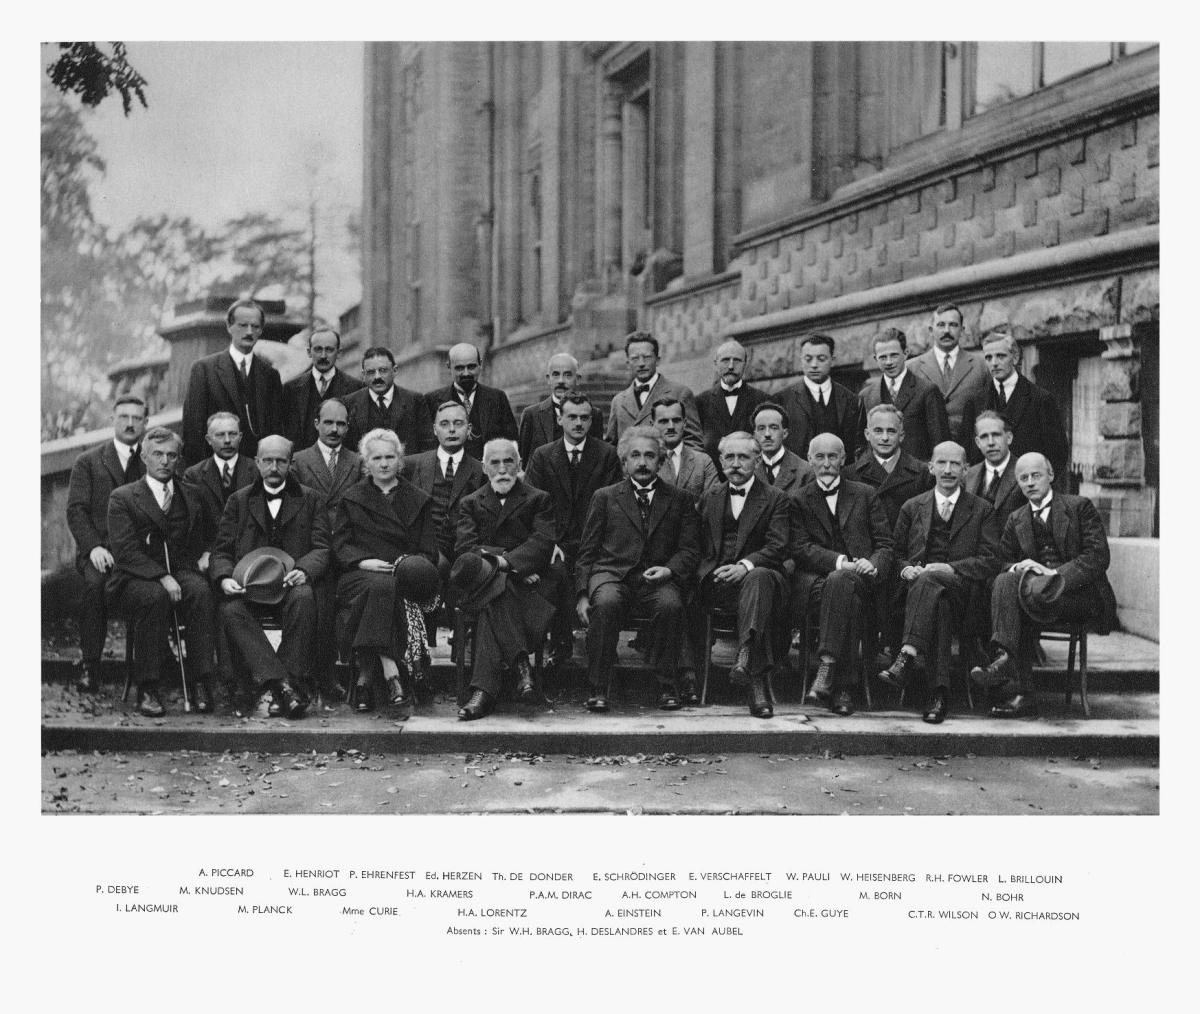 A. PICCARD E. HENRIOT P. EHRENFEST Ed. HERZEN Th. DE DONDER E. SCHRÖDINGER E. VERSCHAFFELT W. PAULI W. HEISENBERG R.H. FOWLER L. BRILLOUIN
P. DEBYE M. KNUDSEN W.L. BRAGG H.A. KRAMERS P.A.M. DIRAC A.H. COMPTON L. de BROGLIE M. BORN N. BOHR
I. LANGMUIR M. PLANCK Mme CURIE H.A. LORENTZ A. EINSTEIN P. LANGEVIN Ch.E. GUYE C.T.R. WILSON O.W. RICHARDSON
Absents : Sir W.H. BRAGG, H. DESLANDRES et E. VAN AUBEL